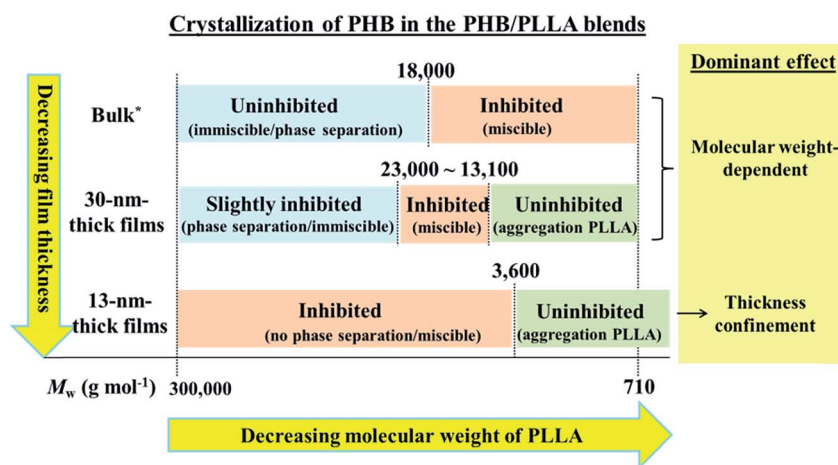 Crystallization of PHB in the PHB/PLLA blends
Dominant effect
Decreasing film thickness
18,000
Bulk*
Uninhibited
(immiscible/phase separation)
Inhibited
(miscible)
Molecular weight-
dependent
23,000 ~ 13,100
30-nm-
thick films
Slightly inhibited
(phase separation/immiscible)
Inhibited
(miscible)
Uninhibited
(aggregation PLLA)
3,600
13-nm-
thick films
Inhibited
(no phase separation/miscible)
Uninhibited
(aggregation PLLA)
Thickness
confinement
Mw (g mol-1)
300,000
710
Decreasing molecular weight of PLLA